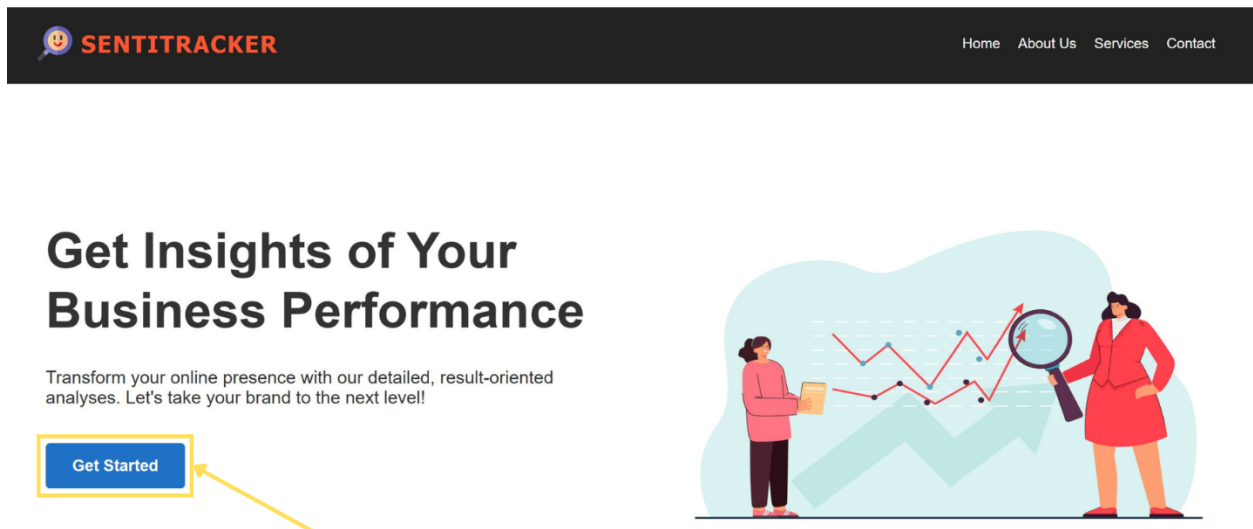 SENTITRACKER
Home About Us Services Contact
Get Insights of Your
Business Performance
Transform your online presence with our detailed, result-oriented
analyses. Let's take your brand to the next level!
Get Started